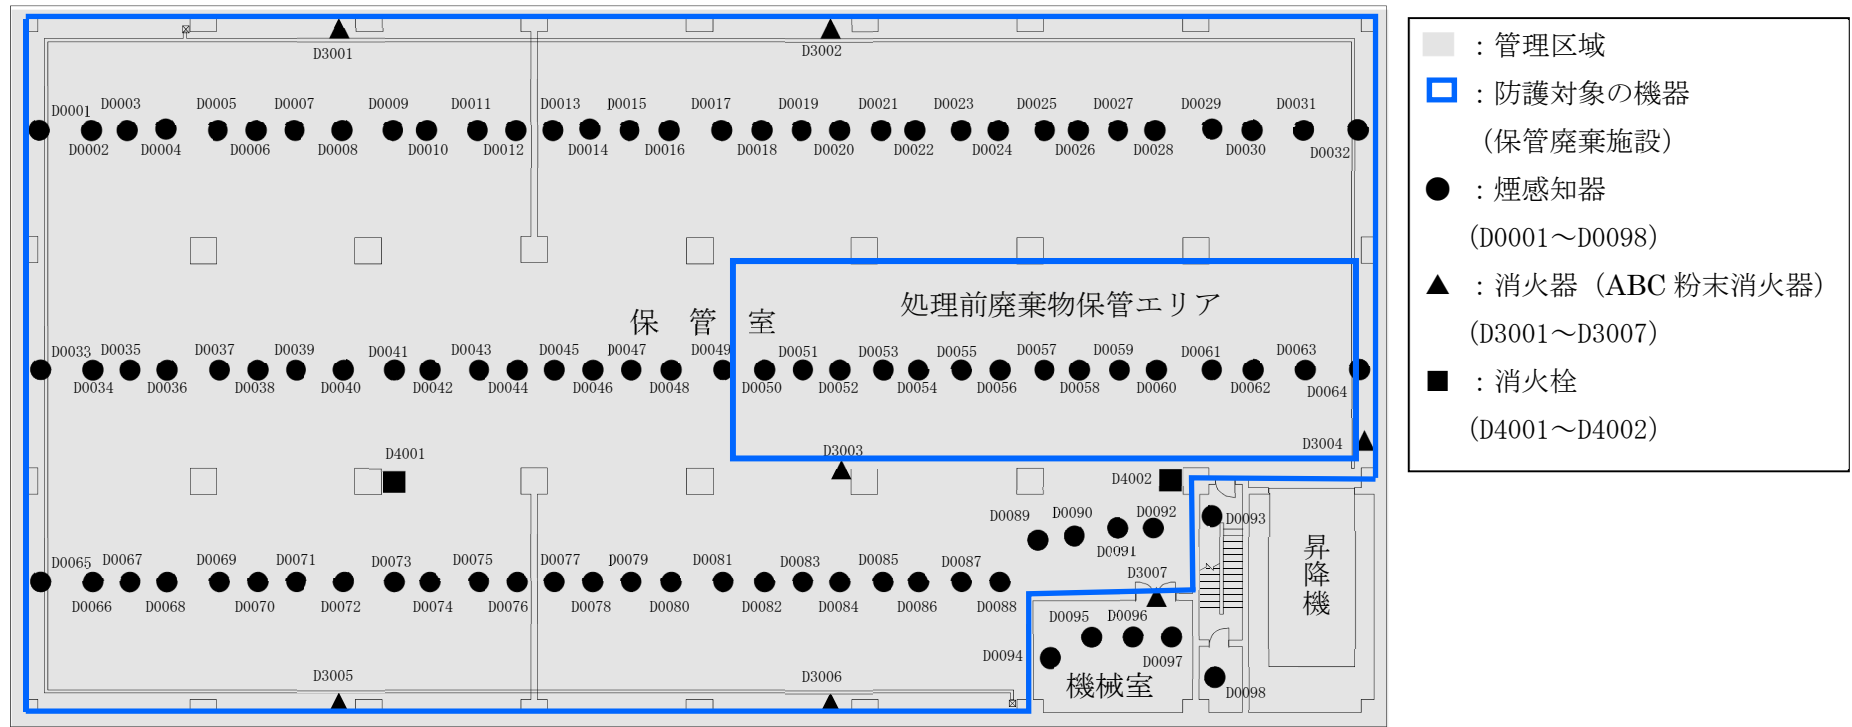 D3001
D3002
D0001 D0003 D0005 D0007 D0009 D0011 D0013 D0015 D0017 D0019 D0021 D0023 D0025 D0027 D0029 D0031
D0002 D0004 D0006 D0008 D0010 D0012 D0014 D0016 D0018 D0020 D0022 D0024 D0026 D0028 D0030 D0032
処理前廃棄物保管エリア
保 管 室
D0033 D0035 D0037 D0039 D0041 D0043 D0045 D0047 D0049 D0051 D0053 D0055 D0057 D0059 D0061 D0063
D0034 D0036 D0038 D0040 D0042 D0044 D0046 D0048 D0050 D0052 D0054 D0056 D0058 D0060 D0062 D0064
D4001
D3003
D3004
D4002
D0089 D0090 D0092 D0093
D0091
D0065 D0067 D0069 D0071 D0073 D0075 D0077 D0079 D0081 D0083 D0085 D0087
D0066 D0068 D0070 D0072 D0074 D0076 D0078 D0080 D0082 D0084 D0086 D0088
D3007
D0095 D0096
D0094 D0097
機械室
D0098
昇降機
D3005
D3006
：管理区域
：防護対象の機器
（保管廃棄施設）
：煙感知器
（D0001～D0098）
：消火器（ABC 粉末消火器）
（D3001～D3007）
：消火栓
（D4001～D4002）